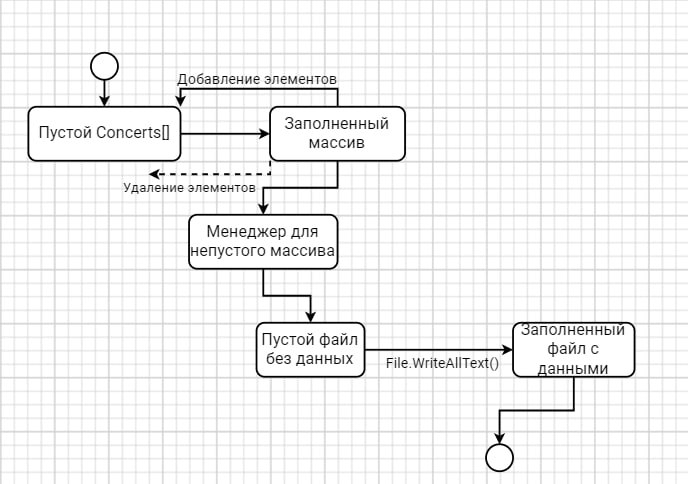 Добавление элементов
Пустой Concerts[]
Заполненный
массив
Удаление элементов
Менеджер для
непустого массива
Пустой файл
без данных
File.WriteAllText()
Заполненный
файл с
данными